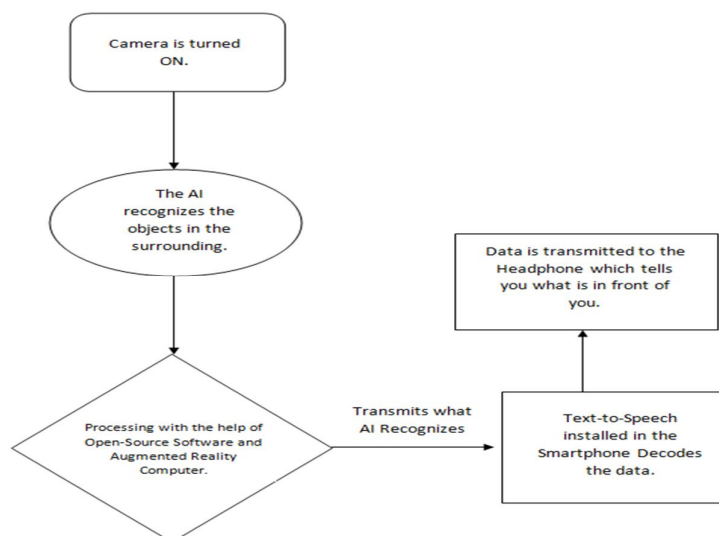 Camera is turned
ON.
The AI
recognizes the
objects in the
surrounding.
Processing with the help of
Open-Source Software and
Augmented Reality
Computer.
Transmits what
AI Recognizes
Text-to-Speech
installed in the
Smartphone Decodes
the data.
Data is transmitted to the
Headphone which tells
you what is in front of
you.